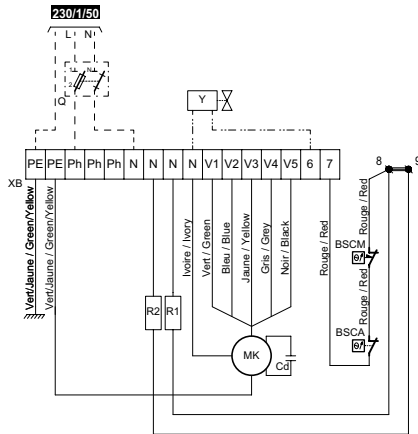 230/1/50
L N
Q
1
2
N
Y
PE PE Ph Ph Ph N N N N V1 V2 V3 V4 V5 6 7
8 9
XB
Vert/Jaune / Green/Yellow
Vert/Jaune / Green/Yellow
Ivoire / Ivory
Vert / Green
Bleu / Blue
Jaune / Yellow
Gris / Grey
Noir / Black
Rouge / Red
Rouge / Red
BSCM
Rouge / Red
BSCA
R2 R1
MK
Cd